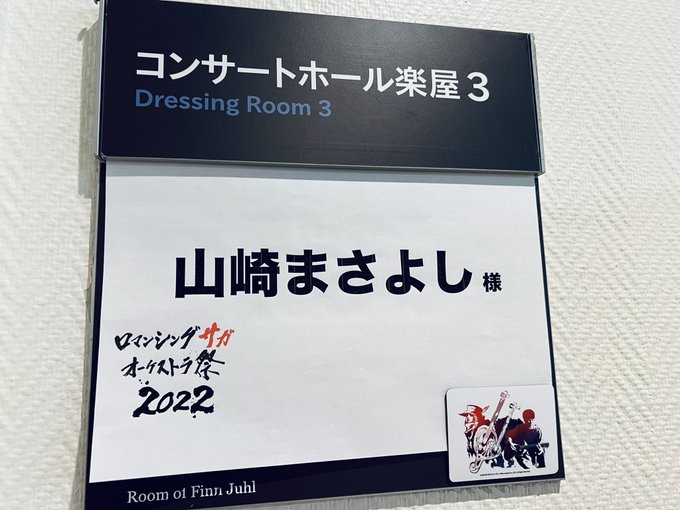 コンサートホール楽屋3
Dressing Room 3
山崎まさよし 様
ロマンシング サガ
オーケストラ祭
2022
Room of Finn Juhl